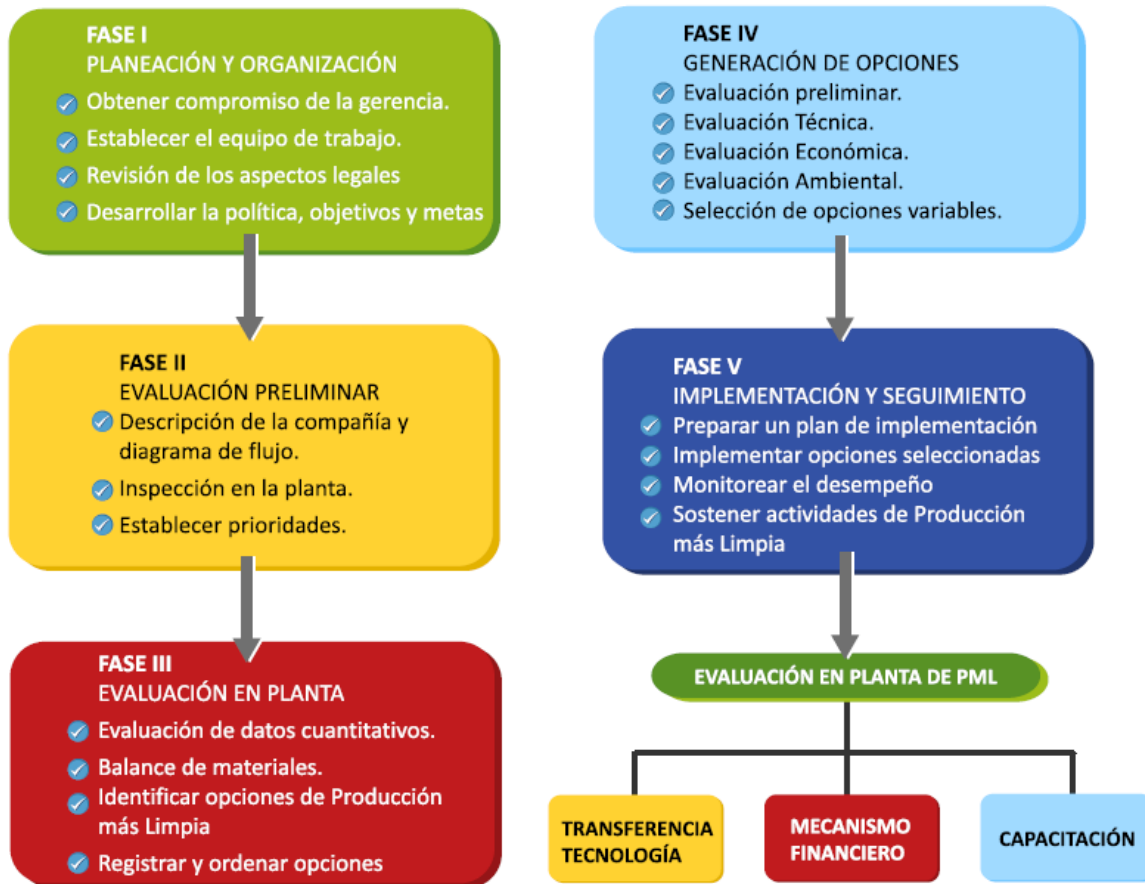 FASE I
PLANEACIÓN Y ORGANIZACIÓN
Obtener compromiso de la gerencia.
Establecer el equipo de trabajo.
Revisión de los aspectos legales
Desarrollar la política, objetivos y metas
FASE II
EVALUACIÓN PRELIMINAR
Descripción de la compañía y
diagrama de flujo.
Inspección en la planta.
Establecer prioridades.
FASE III
EVALUACIÓN EN PLANTA
Evaluación de datos cuantitativos.
Balance de materiales.
Identificar opciones de Producción
más Limpia
Registrar y ordenar opciones
FASE IV
GENERACIÓN DE OPCIONES
Evaluación preliminar.
Evaluación Técnica.
Evaluación Económica.
Evaluación Ambiental.
Selección de opciones variables.
FASE V
IMPLEMENTACIÓN Y SEGUIMIENTO
Preparar un plan de implementación
Implementar opciones seleccionadas
Monitorear el desempeño
Sostener actividades de Producción
más Limpia
EVALUACIÓN EN PLANTA DE PML
TRANSFERENCIA
TECNOLOGÍA
MECANISMO
FINANCIERO
CAPACITACIÓN